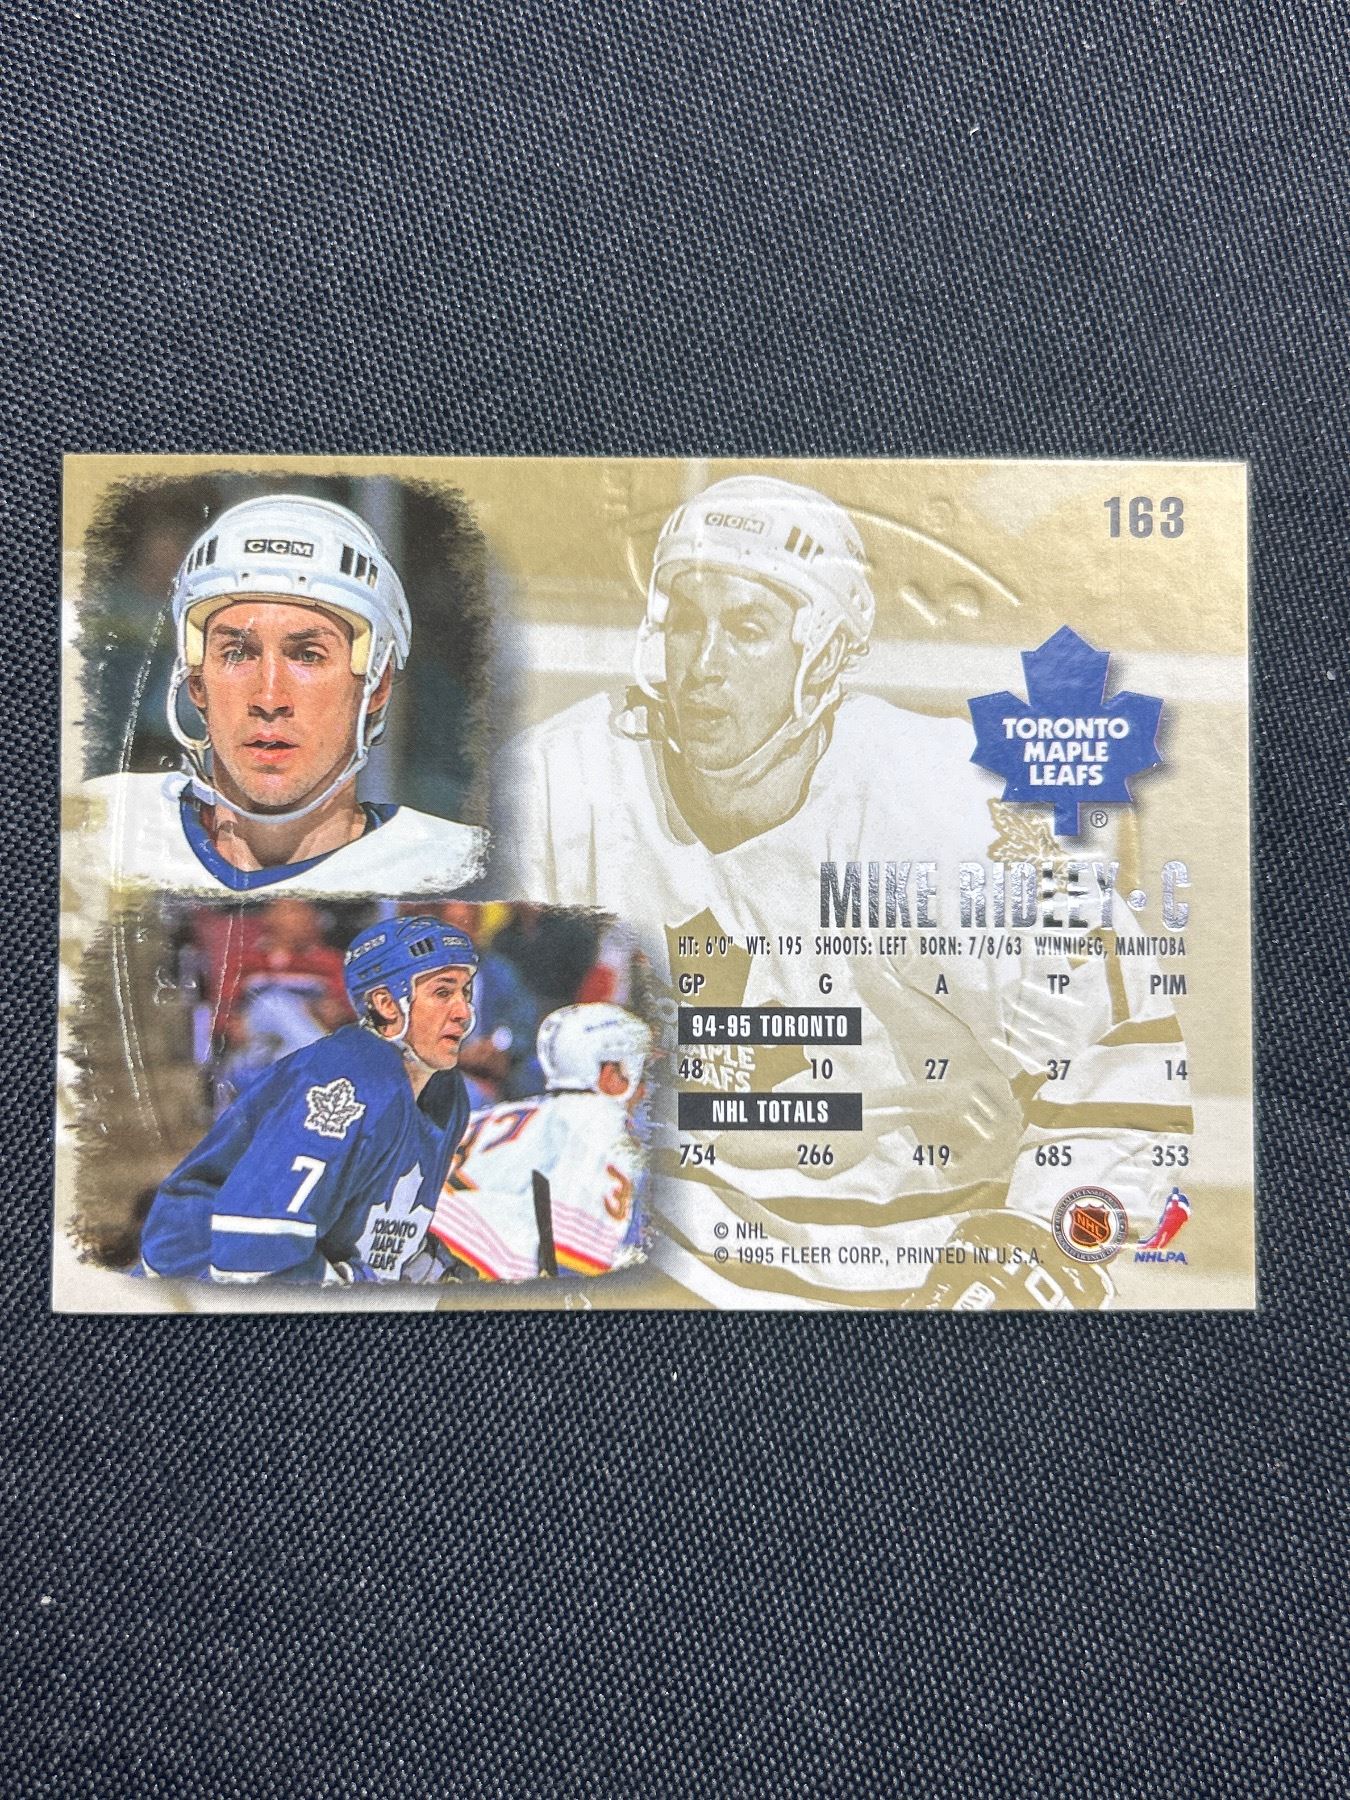 163
CCM
CCM
TORONTO
MAPLE
LEAFS
®
MIKE RIDLEY • C
HT: 6'0" WT: 195 SHOOTS: LEFT BORN: 7/8/63 WINNIPEG, MANITOBA
GP G A TP PIM
94-95 TORONTO
48 10 27 37 14
NHL TOTALS
754 266 419 685 353
7
TORONTO
MAPLE
LEAFS
3
© NHL
© 1995 FLEER CORP., PRINTED IN U.S.A.
NHL
NHLPA